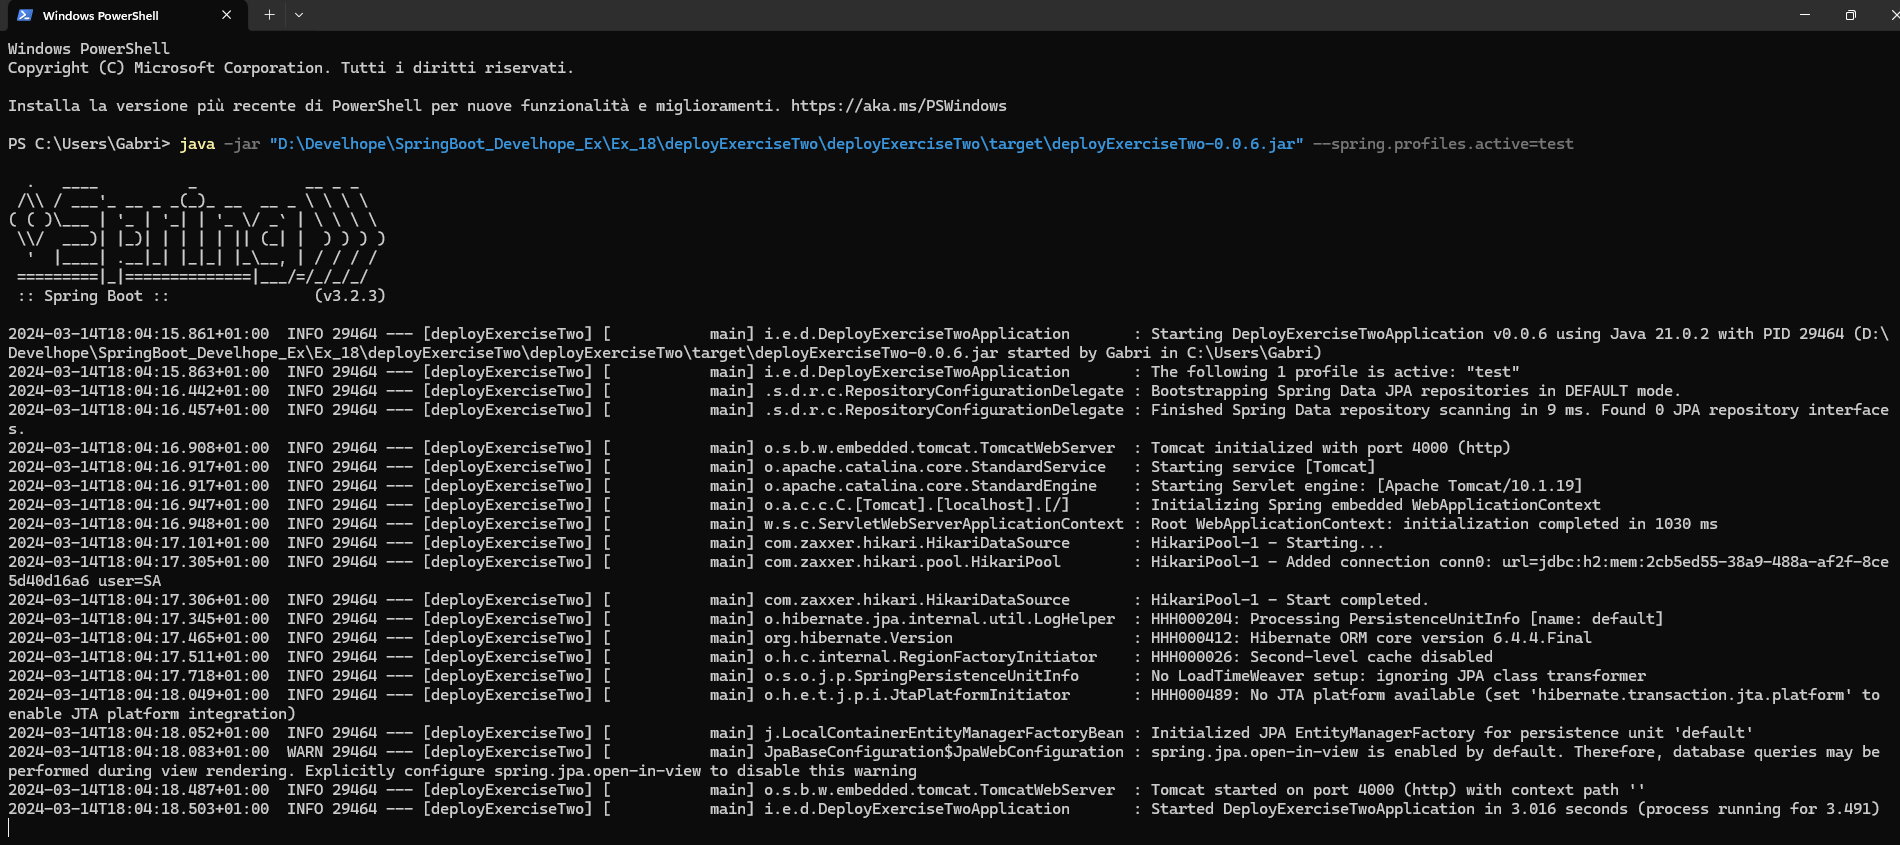 Windows PowerShell
Windows PowerShell
Copyright (C) Microsoft Corporation. Tutti i diritti riservati.
Installa la versione più recente di PowerShell per nuove funzionalità e miglioramenti. https://aka.ms/PSWindows
PS C:\Users\Gabri> java -jar "D:\Develhope\SpringBoot_Develhope_Ex\Ex_18\deployExerciseTwo\deployExerciseTwo\target\deployExerciseTwo-0.0.6.jar" --spring.profiles.active=test
  .   ____          _            __ _ _
 /\\ / ___'_ __ _ _(_)_ __  __ _ \ \ \ \
( ( )\___ | '_ | '_| | '_ \/ _` | \ \ \ \
 \\/  ___)| |_)| | | | | || (_| |  ) ) ) )
  '  |____| .__|_| |_|_| |_\__, | / / / /
 =========|_|==============|___/=/_/_/_/
 :: Spring Boot ::                (v3.2.3)
2024-03-14T18:04:15.861+01:00  INFO 29464 --- [deployExerciseTwo] [           main] i.e.d.DeployExerciseTwoApplication       : Starting DeployExerciseTwoApplication v0.0.6 using Java 21.0.2 with PID 29464 (D:\
Develhope\SpringBoot_Develhope_Ex\Ex_18\deployExerciseTwo\deployExerciseTwo\target\deployExerciseTwo-0.0.6.jar started by Gabri in C:\Users\Gabri)
2024-03-14T18:04:15.863+01:00  INFO 29464 --- [deployExerciseTwo] [           main] i.e.d.DeployExerciseTwoApplication       : The following 1 profile is active: "test"
2024-03-14T18:04:16.442+01:00  INFO 29464 --- [deployExerciseTwo] [           main] .s.d.r.c.RepositoryConfigurationDelegate : Bootstrapping Spring Data JPA repositories in DEFAULT mode.
2024-03-14T18:04:16.457+01:00  INFO 29464 --- [deployExerciseTwo] [           main] .s.d.r.c.RepositoryConfigurationDelegate : Finished Spring Data repository scanning in 9 ms. Found 0 JPA repository interface
s.
2024-03-14T18:04:16.908+01:00  INFO 29464 --- [deployExerciseTwo] [           main] o.s.b.w.embedded.tomcat.TomcatWebServer  : Tomcat initialized with port 4000 (http)
2024-03-14T18:04:16.917+01:00  INFO 29464 --- [deployExerciseTwo] [           main] o.apache.catalina.core.StandardService   : Starting service [Tomcat]
2024-03-14T18:04:16.917+01:00  INFO 29464 --- [deployExerciseTwo] [           main] o.apache.catalina.core.StandardEngine    : Starting Servlet engine: [Apache Tomcat/10.1.19]
2024-03-14T18:04:16.947+01:00  INFO 29464 --- [deployExerciseTwo] [           main] o.a.c.c.C.[Tomcat].[localhost].[/]       : Initializing Spring embedded WebApplicationContext
2024-03-14T18:04:16.948+01:00  INFO 29464 --- [deployExerciseTwo] [           main] w.s.c.ServletWebServerApplicationContext : Root WebApplicationContext: initialization completed in 1030 ms
2024-03-14T18:04:17.101+01:00  INFO 29464 --- [deployExerciseTwo] [           main] com.zaxxer.hikari.HikariDataSource       : HikariPool-1 - Starting...
2024-03-14T18:04:17.305+01:00  INFO 29464 --- [deployExerciseTwo] [           main] com.zaxxer.hikari.pool.HikariPool        : HikariPool-1 - Added connection conn0: url=jdbc:h2:mem:2cb5ed55-38a9-488a-af2f-8ce
5d40d16a6 user=SA
2024-03-14T18:04:17.306+01:00  INFO 29464 --- [deployExerciseTwo] [           main] com.zaxxer.hikari.HikariDataSource       : HikariPool-1 - Start completed.
2024-03-14T18:04:17.345+01:00  INFO 29464 --- [deployExerciseTwo] [           main] o.hibernate.jpa.internal.util.LogHelper  : HHH000204: Processing PersistenceUnitInfo [name: default]
2024-03-14T18:04:17.465+01:00  INFO 29464 --- [deployExerciseTwo] [           main] org.hibernate.Version                    : HHH000412: Hibernate ORM core version 6.4.4.Final
2024-03-14T18:04:17.511+01:00  INFO 29464 --- [deployExerciseTwo] [           main] o.h.c.internal.RegionFactoryInitiator    : HHH000026: Second-level cache disabled
2024-03-14T18:04:17.718+01:00  INFO 29464 --- [deployExerciseTwo] [           main] o.s.o.j.p.SpringPersistenceUnitInfo      : No LoadTimeWeaver setup: ignoring JPA class transformer
2024-03-14T18:04:18.049+01:00  INFO 29464 --- [deployExerciseTwo] [           main] o.h.e.t.j.p.i.JtaPlatformInitiator       : HHH000489: No JTA platform available (set 'hibernate.transaction.jta.platform' to
enable JTA platform integration)
2024-03-14T18:04:18.052+01:00  INFO 29464 --- [deployExerciseTwo] [           main] j.LocalContainerEntityManagerFactoryBean : Initialized JPA EntityManagerFactory for persistence unit 'default'
2024-03-14T18:04:18.083+01:00  WARN 29464 --- [deployExerciseTwo] [           main] JpaBaseConfiguration$JpaWebConfiguration : spring.jpa.open-in-view is enabled by default. Therefore, database queries may be
performed during view rendering. Explicitly configure spring.jpa.open-in-view to disable this warning
2024-03-14T18:04:18.487+01:00  INFO 29464 --- [deployExerciseTwo] [           main] o.s.b.w.embedded.tomcat.TomcatWebServer  : Tomcat started on port 4000 (http) with context path ''
2024-03-14T18:04:18.503+01:00  INFO 29464 --- [deployExerciseTwo] [           main] i.e.d.DeployExerciseTwoApplication       : Started DeployExerciseTwoApplication in 3.016 seconds (process running for 3.491)